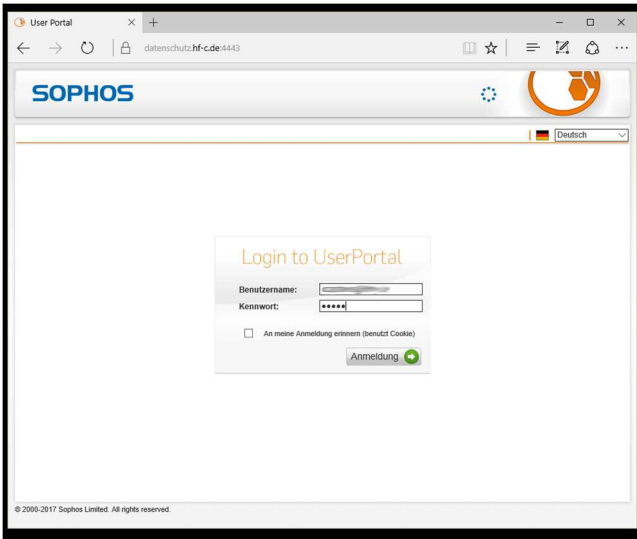 User Portal
datenschutz.hf-c.de:4443
SOPHOS
Deutsch
Login to UserPortal
Benutzername:
Kennwort:
An meine Anmeldung erinnern (benutzt Cookie)
Anmeldung
© 2000-2017 Sophos Limited. All rights reserved.